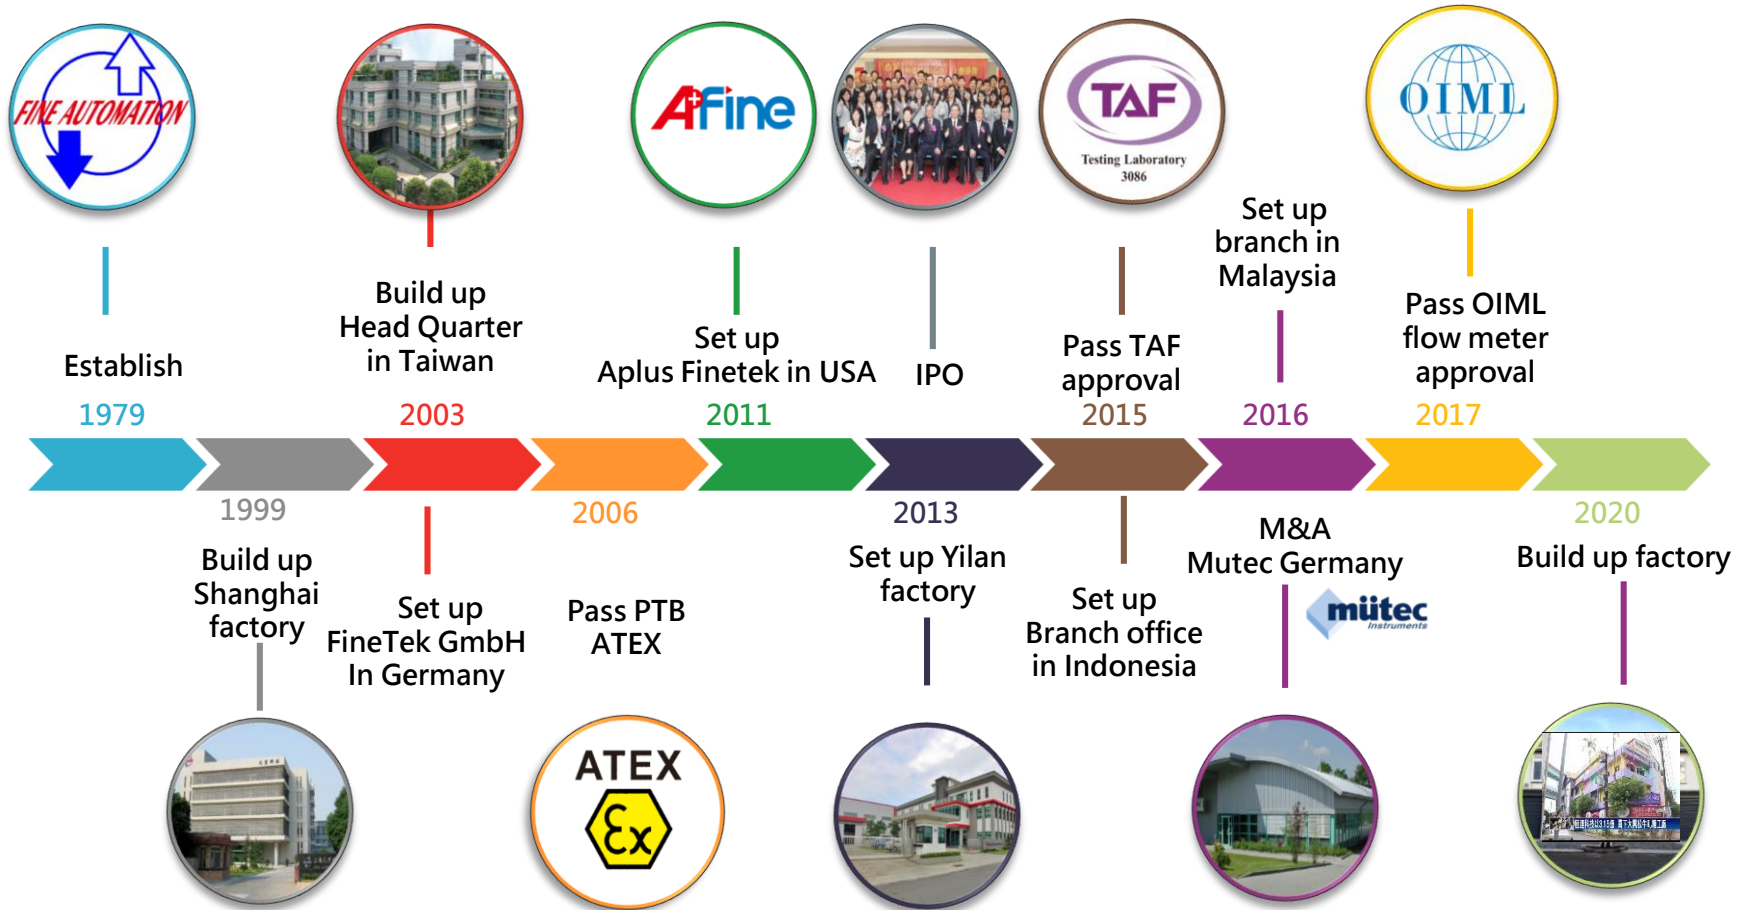 FINE AUTOMATION
Establish
1979
1999
Build up
Shanghai
factory
Build up
Head Quarter
in Taiwan
2003
Set up
FineTek GmbH
In Germany
2006
Pass PTB
ATEX
ATEX
Ex
A+Fine
Set up
Aplus Finetek in USA
2011
IPO
2013
Set up Yilan
factory
TAF
Testing Laboratory
3086
Pass TAF
approval
2015
Set up
Branch office
in Indonesia
Set up
branch in
Malaysia
2016
M&A
Mutec Germany
mütec
instruments
OIML
Pass OIML
flow meter
approval
2017
2020
Build up factory